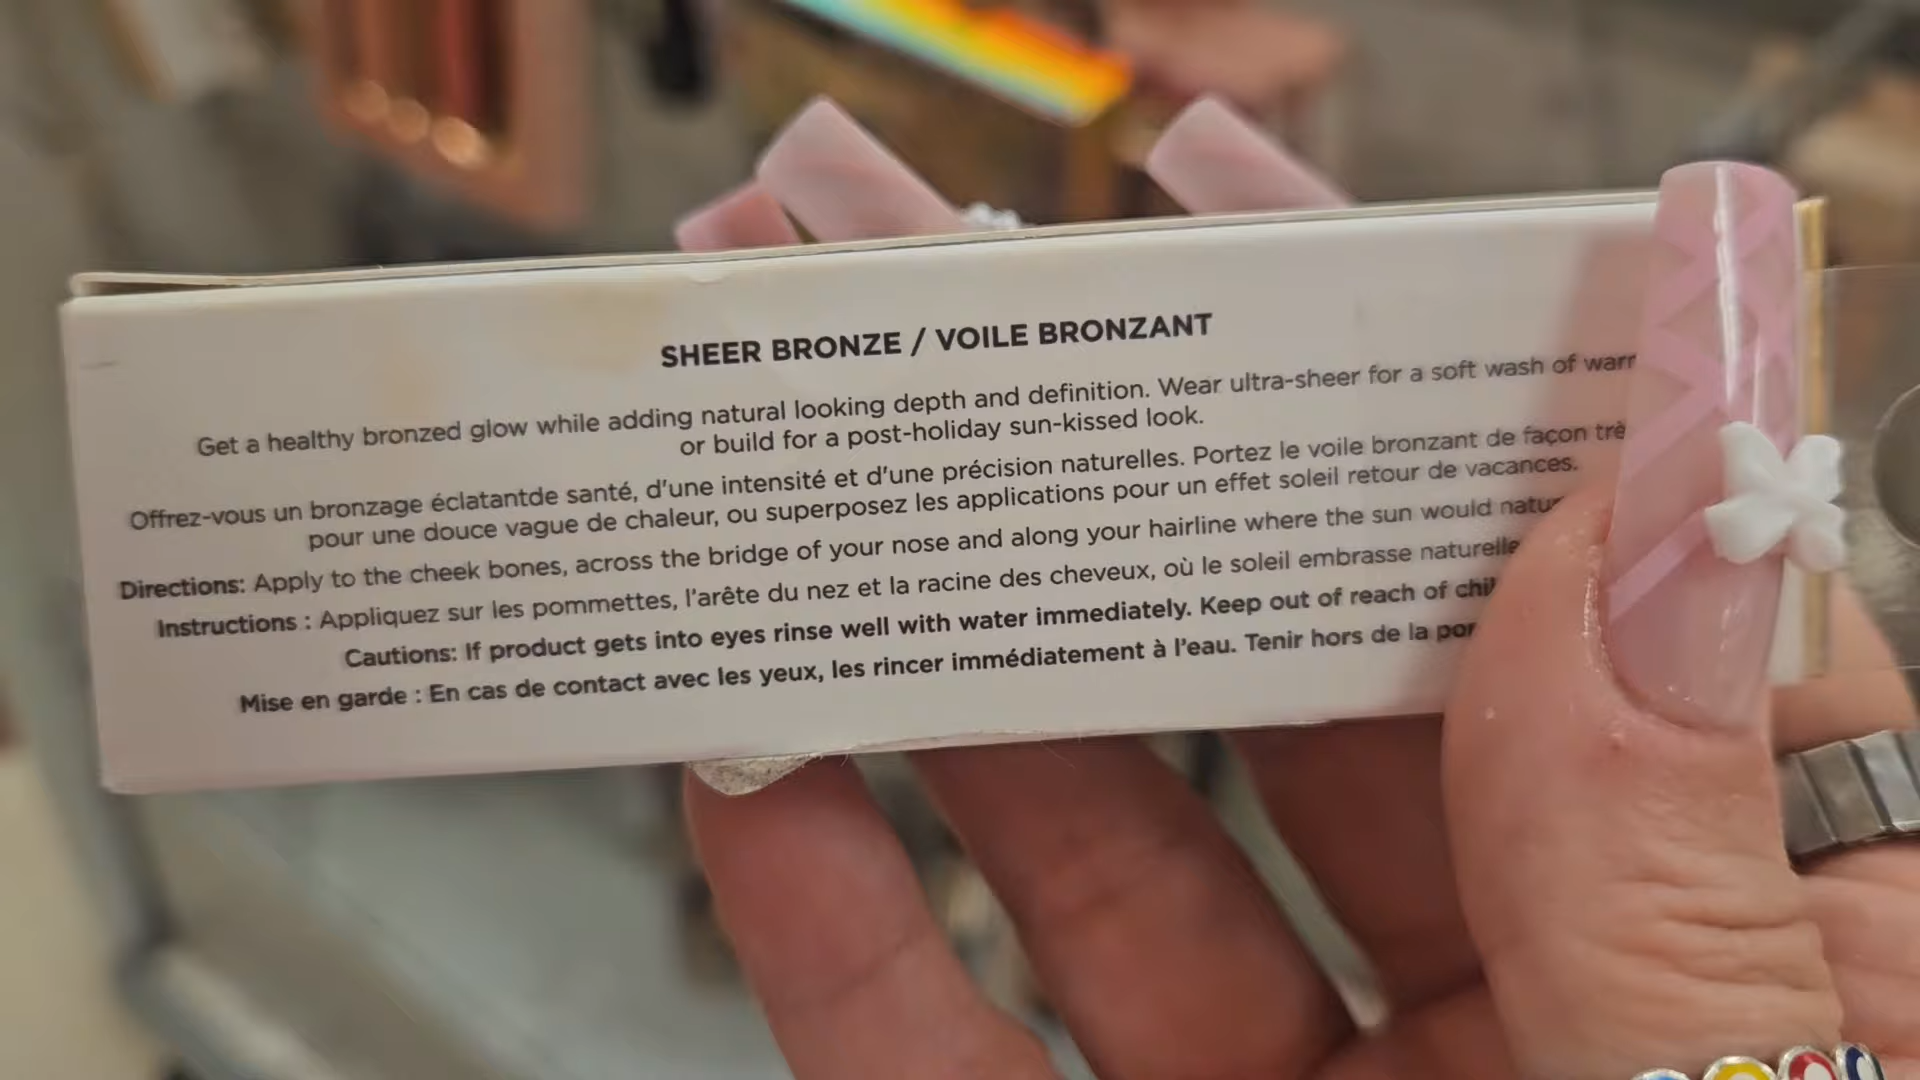 SHEER BRONZE / VOILE BRONZANT
Get a healthy bronzed glow while adding natural looking depth and definition. Wear ultra-sheer for a soft wash of
or build for a post-holiday sun-kissed look.
Offrez-vous un bronzage éclatantde santé, d'une intensité et d'une précision naturelles. Portez le voile bronzant de façon
pour une douce vague de chaleur, ou superposez les applications pour un effet soleil retour de vacances.
Directions: Apply to the cheek bones, across the bridge of your nose and along your hairline where the sun would
Instructions : Appliquez sur les pommettes, l'arête du nez et la racine des cheveux, où le soleil embrasse
Cautions: If product gets into eyes rinse well with water immediately. Keep out of reach of
Mise en garde : En cas de contact avec les yeux, les rincer immédiatement à l'eau. Tenir hors de la